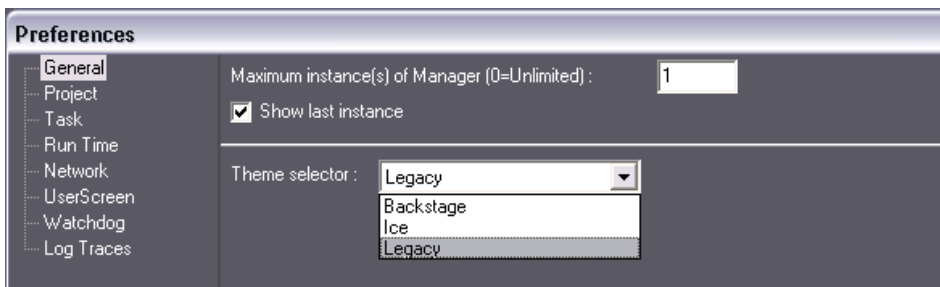 Preferences
General
Project
Task
Run Time
Network
UserScreen
Watchdog
Log Traces
Maximum instance(s) of Manager (0=Unlimited) : 1
Show last instance
Theme selector : Legacy
Backstage
Ice
Legacy